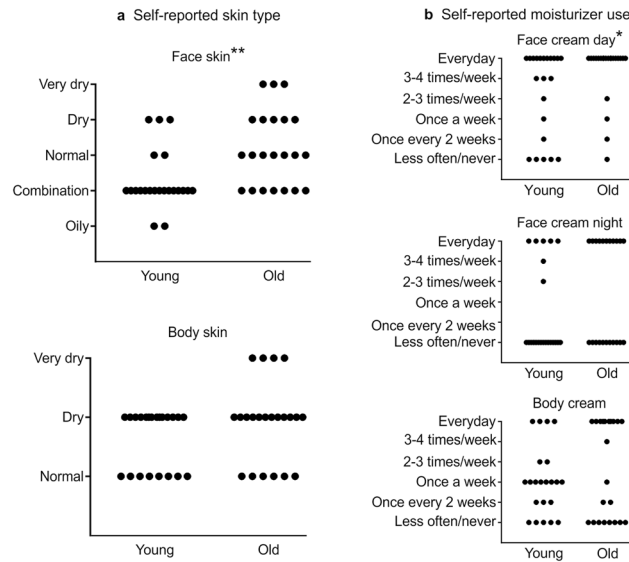 a Self-reported skin type
Face skin**
Very dry
Dry
Normal
Combination
Oily
Young Old
Body skin
Very dry
Dry
Normal
Young Old
b Self-reported moisturizer use
Face cream day*
Everyday
3-4 times/week
2-3 times/week
Once a week
Once every 2 weeks
Less often/never
Young Old
Face cream night
Everyday
3-4 times/week
2-3 times/week
Once a week
Once every 2 weeks
Less often/never
Young Old
Body cream
Everyday
3-4 times/week
2-3 times/week
Once a week
Once every 2 weeks
Less often/never
Young Old